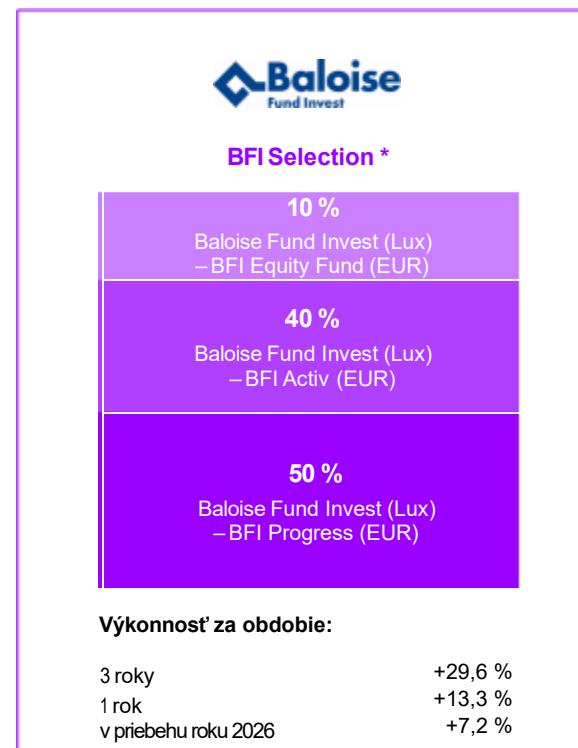 Baloise
Fund Invest
BFI Selection *
10 %
Baloise Fund Invest (Lux)
– BFI Equity Fund (EUR)
40 %
Baloise Fund Invest (Lux)
– BFI Activ (EUR)
50 %
Baloise Fund Invest (Lux)
– BFI Progress (EUR)
Výkonnosť za obdobie:
3 roky +29,6 %
1 rok +13,3 %
v priebehu roku 2026 +7,2 %